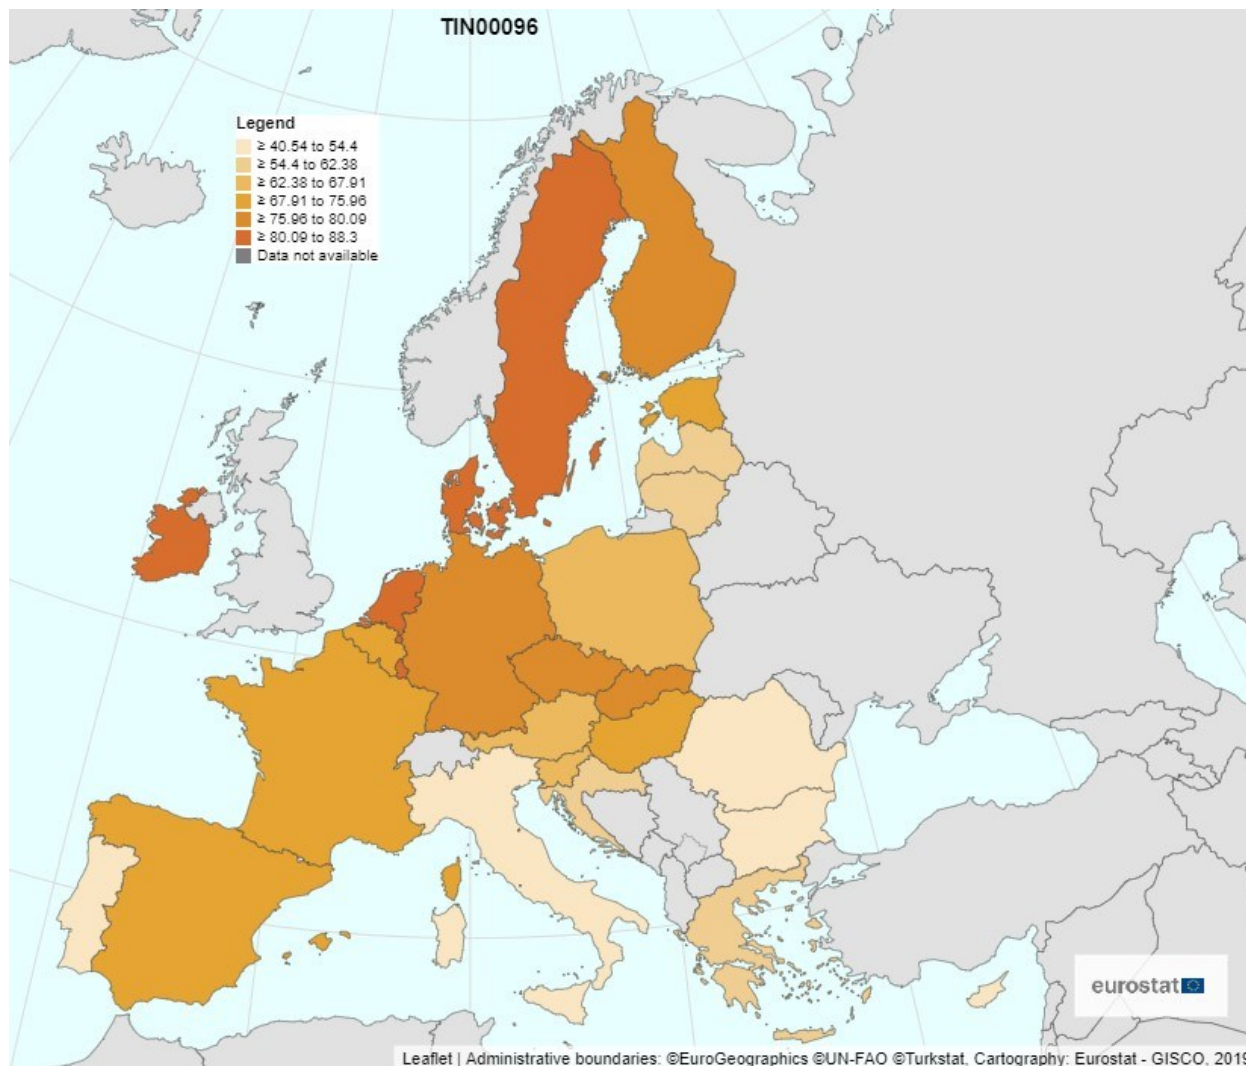 TIN00096
Legend
≥ 40.54 to 54.4
≥ 54.4 to 62.38
≥ 62.38 to 67.91
≥ 67.91 to 75.96
≥ 75.96 to 80.09
≥ 80.09 to 88.3
Data not available
eurostat
Leaflet | Administrative boundaries: ©EuroGeographics ©UN-FAO ©Turkstat, Cartography: Eurostat - GISCO, 2019